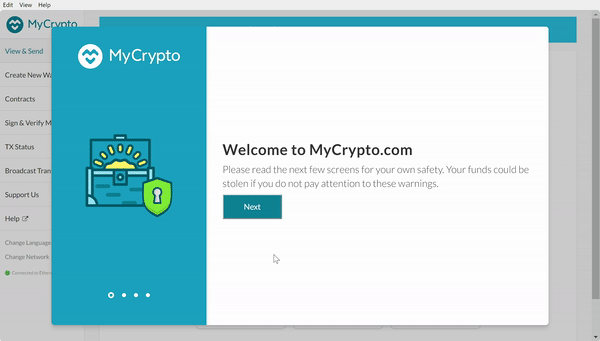 Edit View Help
MyCrypto
MyCrypto
View & Send
Create New Wa
Contracts
Sign & Verify M
TX Status
Broadcast Tran
Support Us
Help
Change Language
Change Network
Connected to Ethere
Welcome to MyCrypto.com
Please read the next few screens for your own safety. Your funds could be
stolen if you do not pay attention to these warnings.
Next